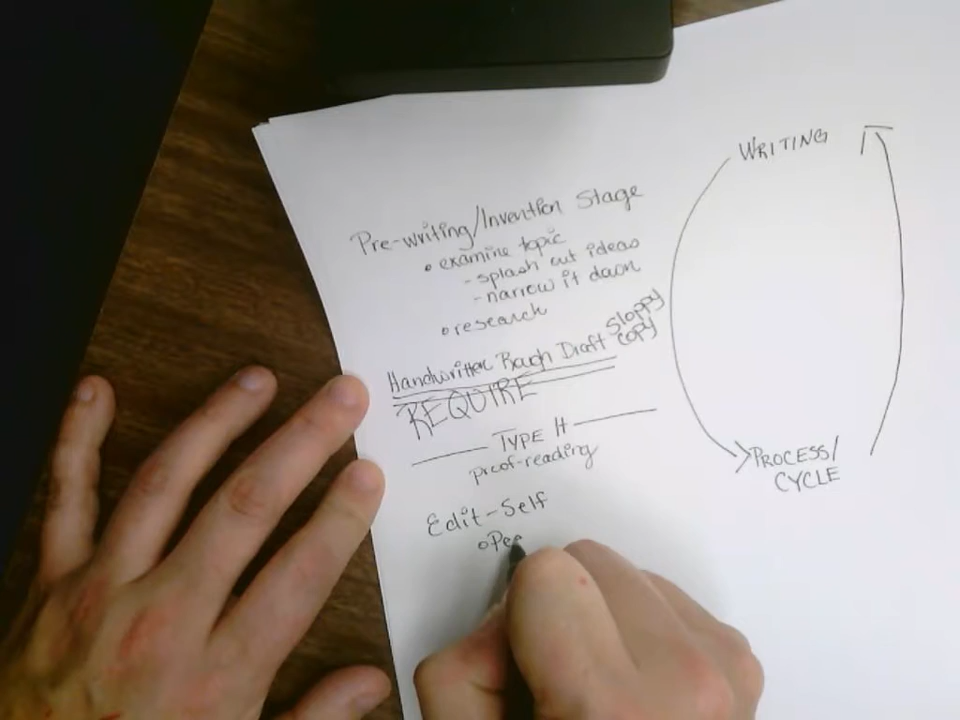 Pre-writing/Invention Stage
• examine topic
- splash out ideas
- narrow it down
• research
Handwritten Rough Draft sloppy copy
REQUIRE
TYPE It
proof-reading
Edit-Self
• Pee
WRITING
PROCESS/
CYCLE